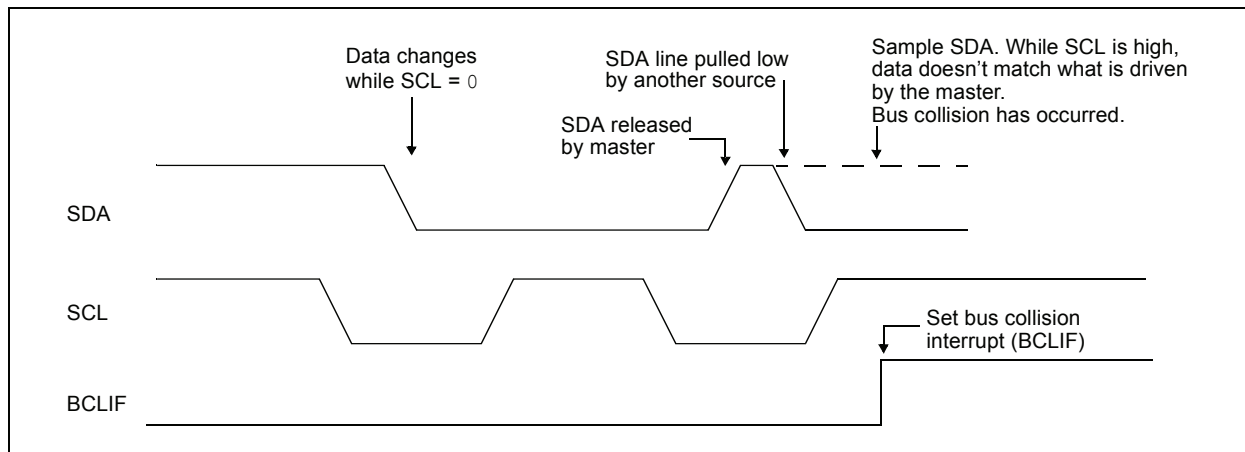 Data changes
while SCL = 0
SDA line pulled low
by another source
SDA released
by master
Sample SDA. While SCL is high,
data doesn't match what is driven
by the master.
Bus collision has occurred.
SDA
SCL
Set bus collision
interrupt (BCLIF)
BCLIF